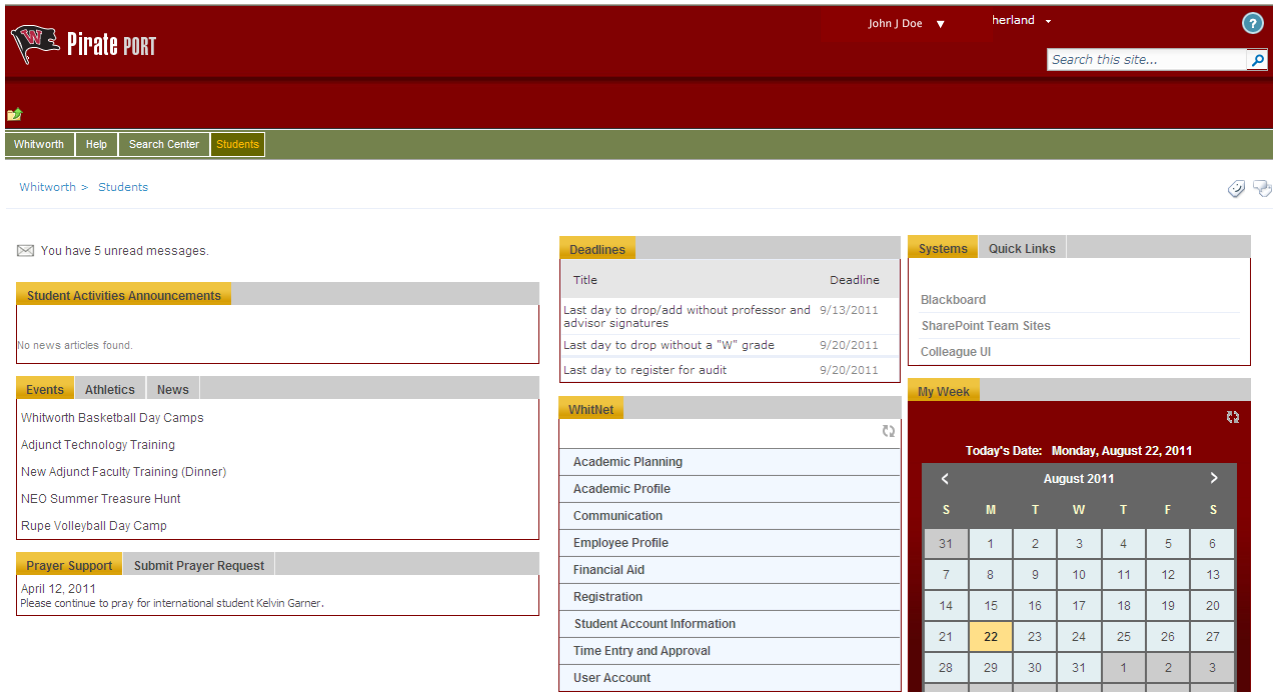 W Pirate PORT
John J Doe ▼
herland
?
Search this site...
Whitworth Help Search Center Students
Whitworth > Students
You have 5 unread messages.
Student Activities Announcements
No news articles found.
Events Athletics News
Whitworth Basketball Day Camps
Adjunct Technology Training
New Adjunct Faculty Training (Dinner)
NEO Summer Treasure Hunt
Rupe Volleyball Day Camp
Prayer Support Submit Prayer Request
April 12, 2011
Please continue to pray for international student Kelvin Garner.
Deadlines
Title Deadline
Last day to drop/add without professor and 9/13/2011
advisor signatures
Last day to drop without a "W" grade 9/20/2011
Last day to register for audit 9/20/2011
WhitNet
Academic Planning
Academic Profile
Communication
Employee Profile
Financial Aid
Registration
Student Account Information
Time Entry and Approval
User Account
Systems Quick Links
Blackboard
SharePoint Team Sites
Colleague UI
My Week
Today's Date: Monday, August 22, 2011
< August 2011 >
S M T W T F S
31 1 2 3 4 5 6
7 8 9 10 11 12 13
14 15 16 17 18 19 20
21 22 23 24 25 26 27
28 29 30 31 1 2 3